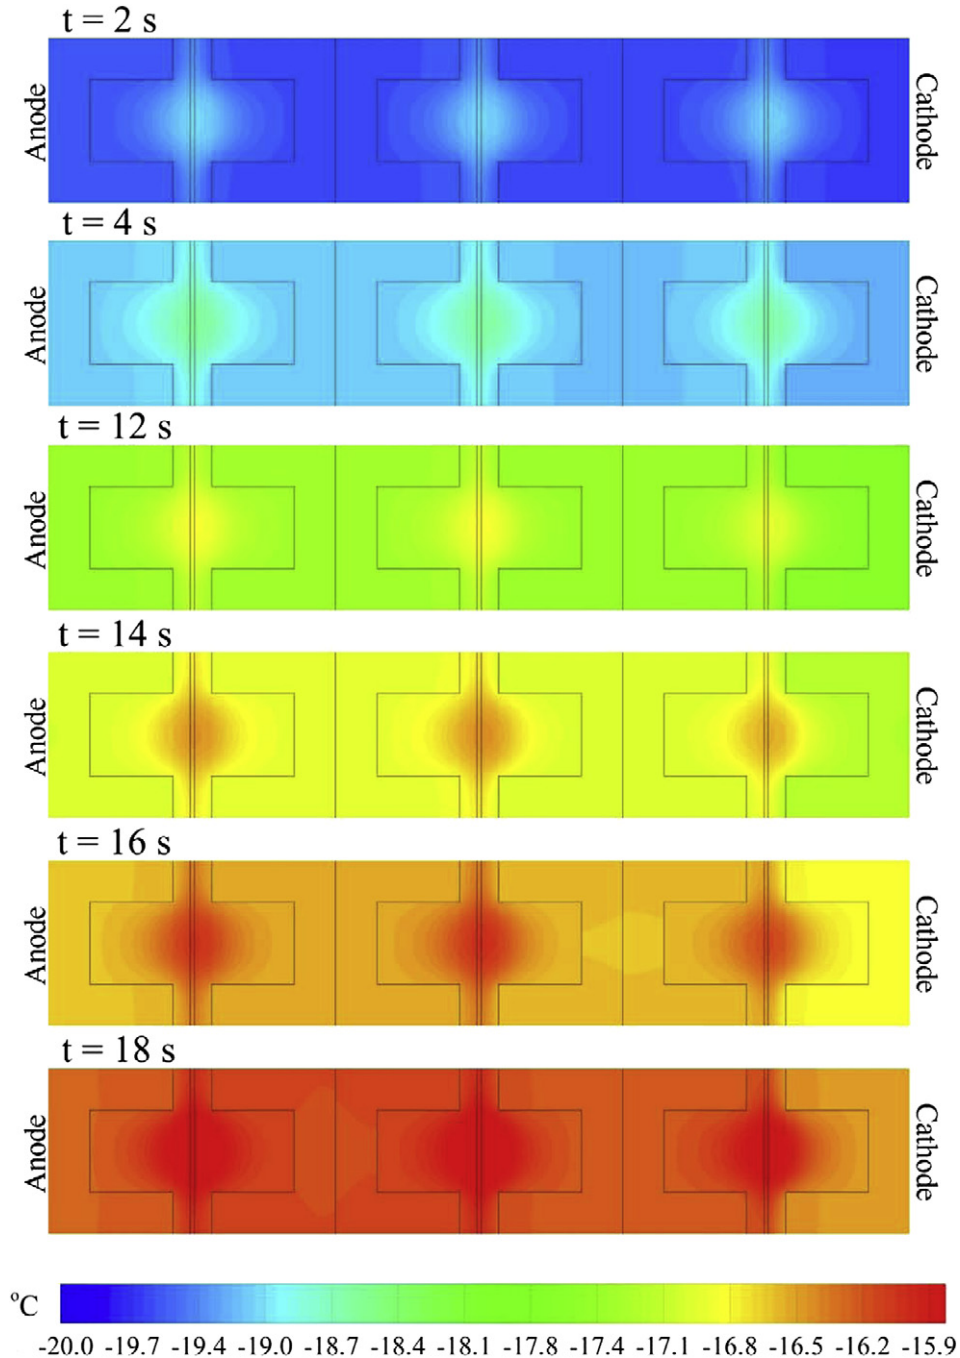 t = 2 s
Anode
Cathode
t = 4 s
Anode
Cathode
t = 12 s
Anode
Cathode
t = 14 s
Anode
Cathode
t = 16 s
Anode
Cathode
t = 18 s
Anode
Cathode
°C
-20.0 -19.7 -19.4 -19.0 -18.7 -18.4 -18.1 -17.8 -17.4 -17.1 -16.8 -16.5 -16.2 -15.9